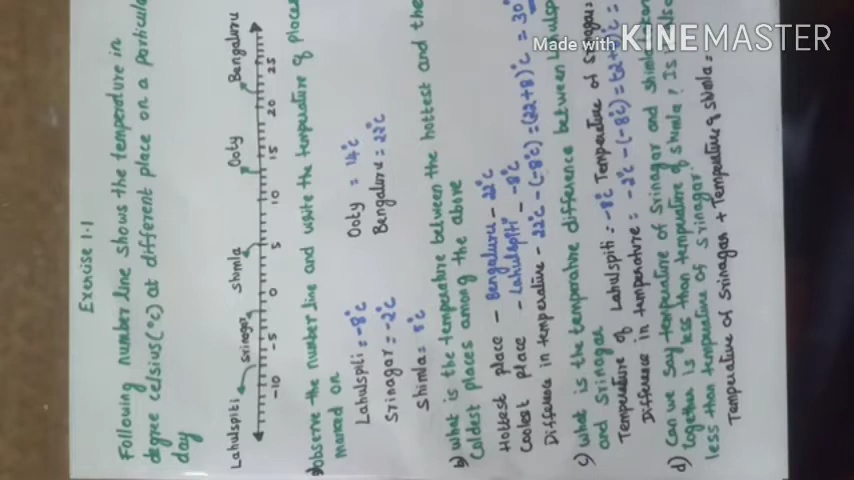 Exercise 1.1
Following number line shows the temperature in
degree celsius (°c) at different place on a particula
day
Lahulspiti Srinagar Shimla Ooty Bengaluru
-10 -5 0 5 10 15 20 25
a) observe the number line and write the temperature of places
marked on
Lahulspiti = -8°c Ooty = 14°c
Srinagar = -2°c Bengaluru = 22°c
Shimla = 5°c
b) what is the temperature between the hottest and the
coldest places among the above
Hottest place - Bengaluru - 22°c
Coolest place - Lahulspiti - -8°c
Difference in temperature - 22°c - (-8°c) = (22+8)°c = 30°
c) what is the temperature difference between Lahulsp
and Srinagar
Temperature of Lahulspiti = -8°c Temperature of Srinagar =
Difference in temperature = -2°c - (-8°c) = (-2+8)°c =
d) Can we say temperature of Srinagar and shimla taken
together is less than temperature of shimla? Is it also
less than temperature of Srinagar.
Temperature of Srinagar + Temperature of shimla =
Made with KINEMASTER